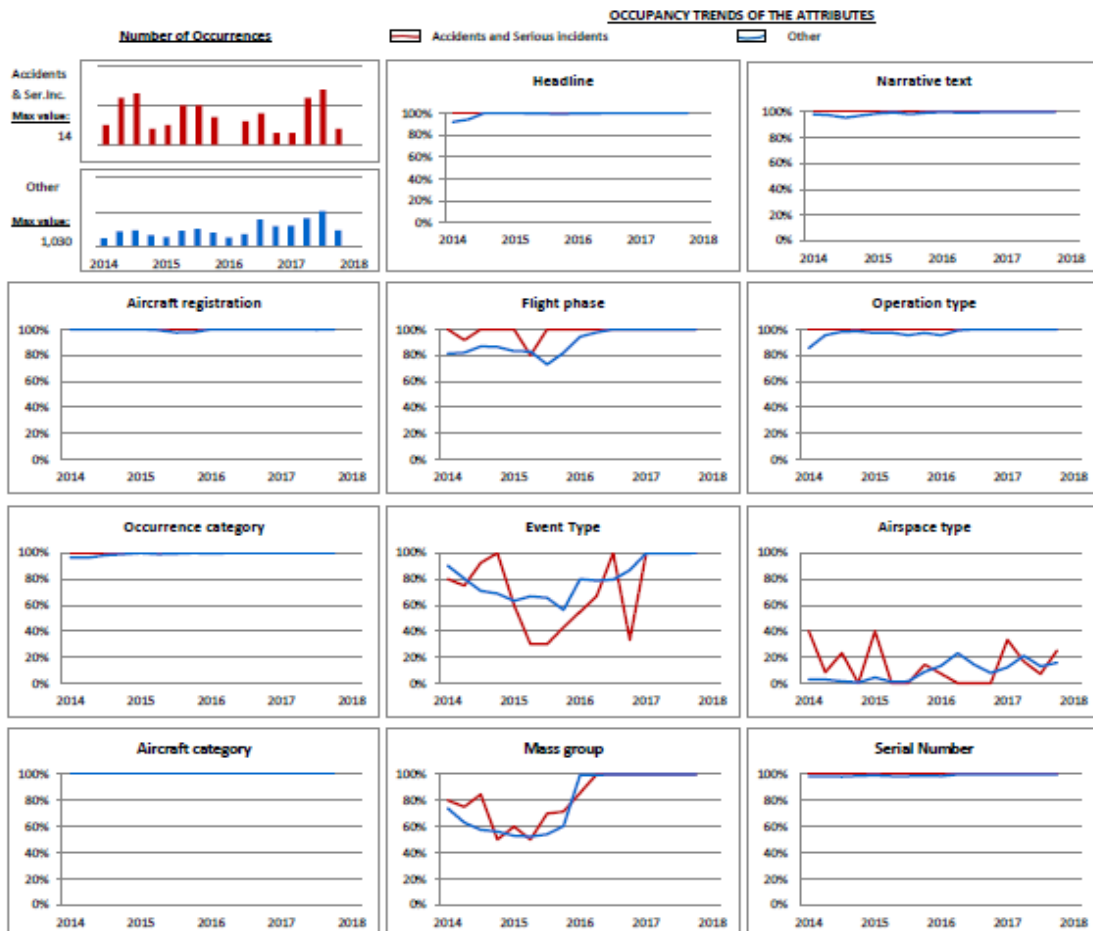 OCCUPANCY TRENDS OF THE ATTRIBUTES
Number of Occurrences
Accidents and Serious incidents
Other
Accidents
& Ser.Inc.
Max value:
14
Other
Max value:
1,030
2014 2015 2016 2017 2018
Headline
100%
80%
60%
40%
20%
0%
2014 2015 2016 2017 2018
Narrative text
100%
80%
60%
40%
20%
0%
2014 2015 2016 2017 2018
Aircraft registration
100%
80%
60%
40%
20%
0%
2014 2015 2016 2017 2018
Flight phase
100%
80%
60%
40%
20%
0%
2014 2015 2016 2017 2018
Operation type
100%
80%
60%
40%
20%
0%
2014 2015 2016 2017 2018
Occurrence category
100%
80%
60%
40%
20%
0%
2014 2015 2016 2017 2018
Event Type
100%
80%
60%
40%
20%
0%
2014 2015 2016 2017 2018
Airspace type
100%
80%
60%
40%
20%
0%
2014 2015 2016 2017 2018
Aircraft category
100%
80%
60%
40%
20%
0%
2014 2015 2016 2017 2018
Mass group
100%
80%
60%
40%
20%
0%
2014 2015 2016 2017 2018
Serial Number
100%
80%
60%
40%
20%
0%
2014 2015 2016 2017 2018